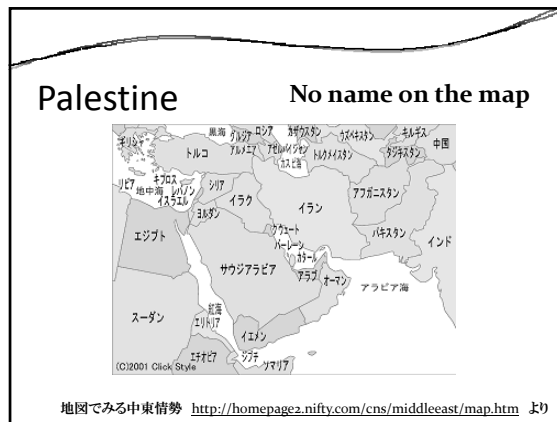 Palestine
No name on the map
黒海
グルジア
ロシア
カザフスタン
ウズベキスタン
キルギス
中国
ギリシャ
トルコ
アルメニア
アゼルバイジャン
カスピ海
トルクメイスタン
タジキスタン
キプロス
シリア
リビア
地中海
レバノン
イスラエル
イラク
イラン
アフガニスタン
ヨルダン
エジプト
クウェート
バーレーン
カタール
パキスタン
インド
サウジアラビア
アラブ
オーマン
アラビア海
スーダン
紅海
エリトリア
イエメン
エチオピア
ジブチ
ソマリア
(C)2001 Click Style
地図でみる中東情勢 http://homepage2.nifty.com/cns/middleeast/map.htm より